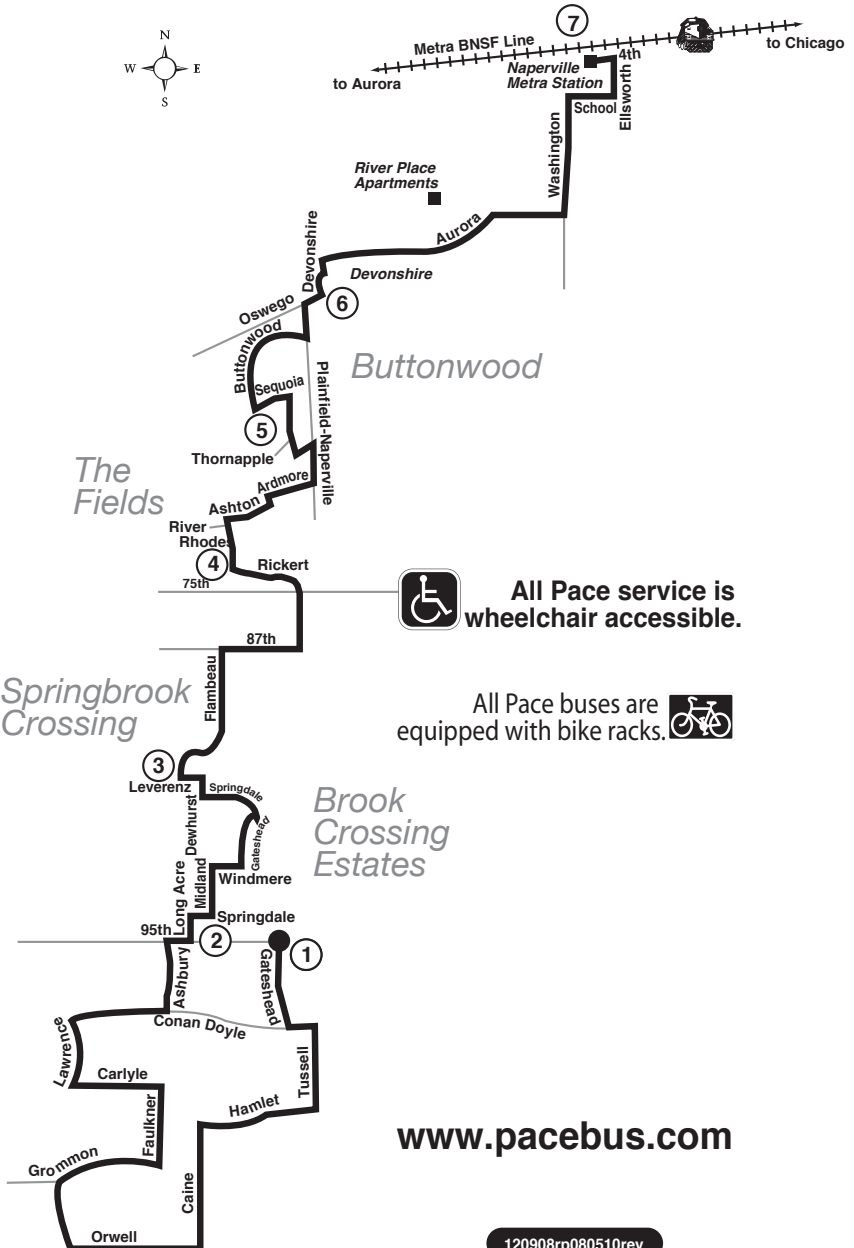 7
N
W E
S
Metra BNSF Line
to Chicago
to Aurora
Naperville
Metra Station
4th
School
Ellsworth
Washington
River Place
Apartments
Aurora
Devonshire
Devonshire
6
Oswego
Buttonwood
Buttonwood
Sequoia
Plainfield-Naperville
5
Thornapple
The
Fields
Ardmore
Ashton
River
Rhodes
4
Rickert
75th
All Pace service is
wheelchair accessible.
87th
Flambeau
Springbrook
Crossing
All Pace buses are
equipped with bike racks.
3
Leverenz
Springdale
Dewhurst
Gateshead
Brook
Crossing
Estates
Long Acre
Midland
Windmere
Springdale
95th
2
1
Ashbury
Gateshead
Conan Doyle
Lawrence
Carlyle
Tussell
Faulkner
Hamlet
www.pacebus.com
Grommon
Caine
Orwell
120908rp080510rev